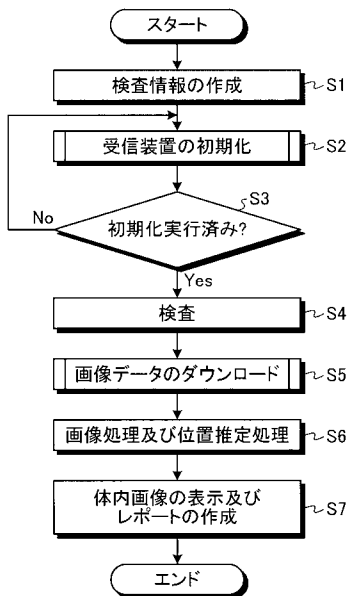 スタート
検査情報の作成 S1
受信装置の初期化 S2
S3
初期化実行済み?
No
Yes
検査 S4
画像データのダウンロード S5
画像処理及び位置推定処理 S6
体内画像の表示及び
レポートの作成 S7
エンド